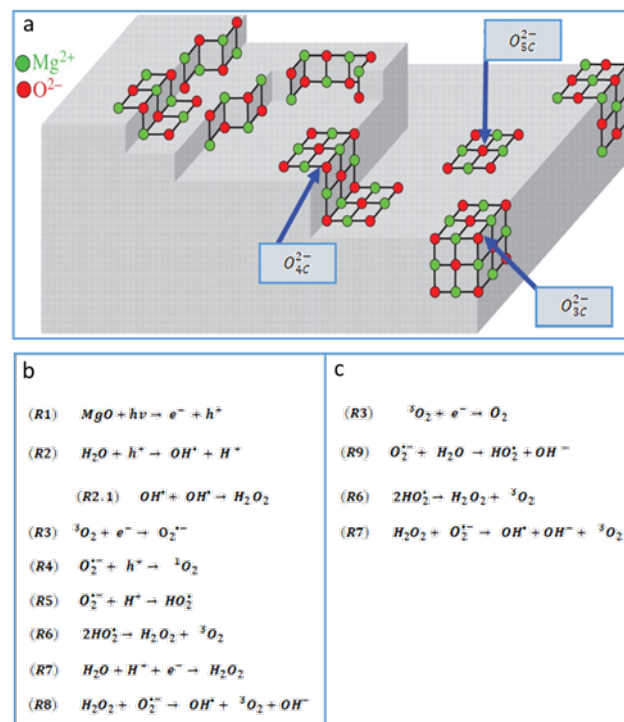 a
Mg²⁺
O²⁻
O²⁻₅C
O²⁻₄C
O²⁻₃C
b
(R1) MgO + hv → e⁻ + h⁺
(R2) H₂O + h⁺ → OH• + H⁺
(R2.1) OH• + OH• → H₂O₂
(R3) ³O₂ + e⁻ → O₂•⁻
(R4) O₂•⁻ + h⁺ → ¹O₂
(R5) O₂•⁻ + H⁺ → HO₂•
(R6) 2HO₂• → H₂O₂ + ³O₂
(R7) H₂O + H⁺ + e⁻ → H₂O₂
(R8) H₂O₂ + O₂•⁻ → OH• + ³O₂ + OH⁻
c
(R3) ³O₂ + e⁻ → O₂
(R9) O₂•⁻ + H₂O → HO₂• + OH⁻
(R6) 2HO₂• → H₂O₂ + ³O₂
(R7) H₂O₂ + O₂•⁻ → OH• + OH⁻ + ³O₂